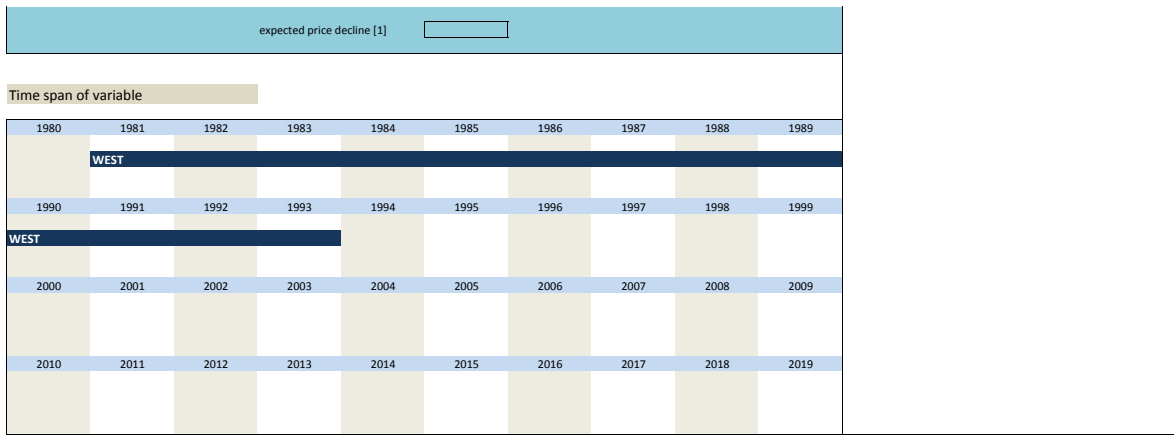 expected price decline [1]
Time span of variable
1980 1981 1982 1983 1984 1985 1986 1987 1988 1989
WEST
1990 1991 1992 1993 1994 1995 1996 1997 1998 1999
WEST
2000 2001 2002 2003 2004 2005 2006 2007 2008 2009
2010 2011 2012 2013 2014 2015 2016 2017 2018 2019